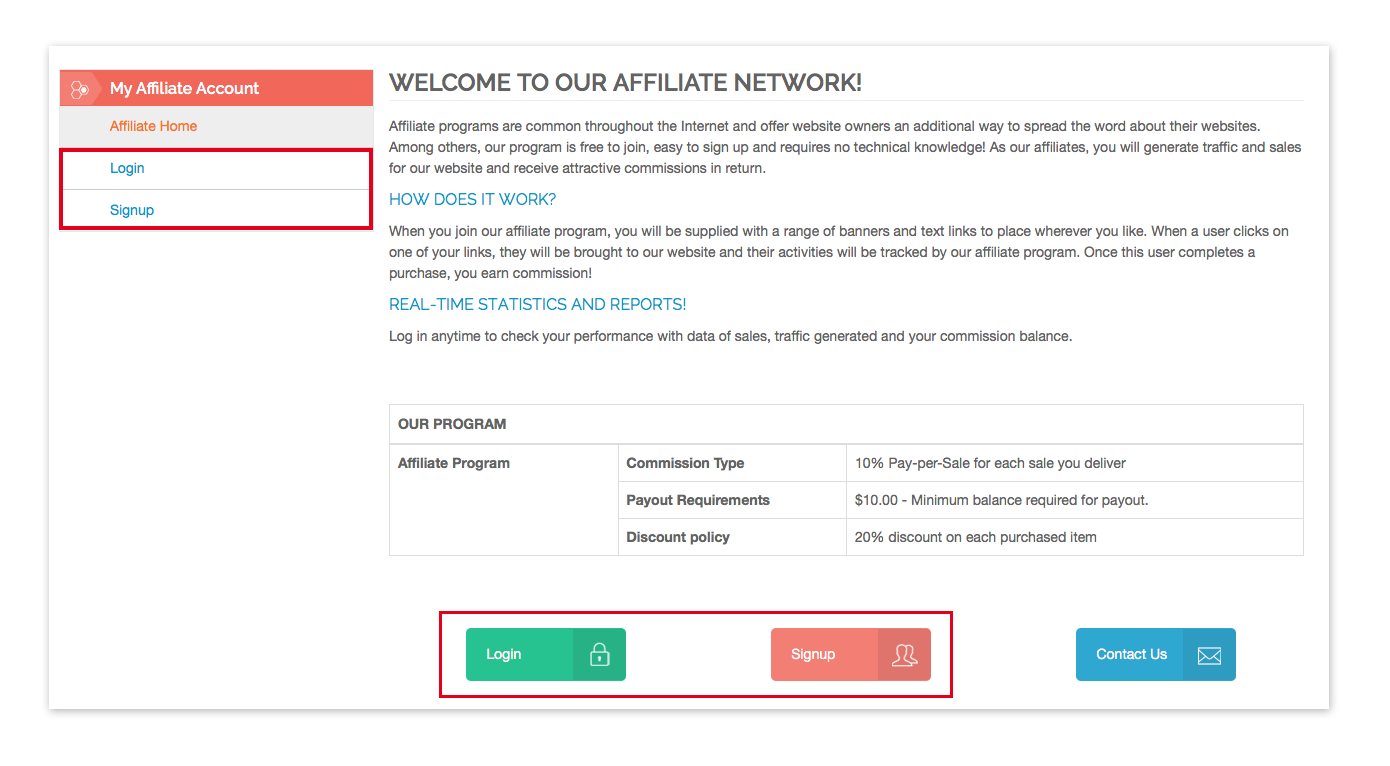 My Affiliate Account
Affiliate Home
Login
Signup
WELCOME TO OUR AFFILIATE NETWORK!
Affiliate programs are common throughout the Internet and offer website owners an additional way to spread the word about their websites.
Among others, our program is free to join, easy to sign up and requires no technical knowledge! As our affiliates, you will generate traffic and sales
for our website and receive attractive commissions in return.
HOW DOES IT WORK?
When you join our affiliate program, you will be supplied with a range of banners and text links to place wherever you like. When a user clicks on
one of your links, they will be brought to our website and their activities will be tracked by our affiliate program. Once this user completes a
purchase, you earn commission!
REAL-TIME STATISTICS AND REPORTS!
Log in anytime to check your performance with data of sales, traffic generated and your commission balance.
OUR PROGRAM
Affiliate Program Commission Type 10% Pay-per-Sale for each sale you deliver
Payout Requirements $10.00 - Minimum balance required for payout.
Discount policy 20% discount on each purchased item
Login Signup Contact Us